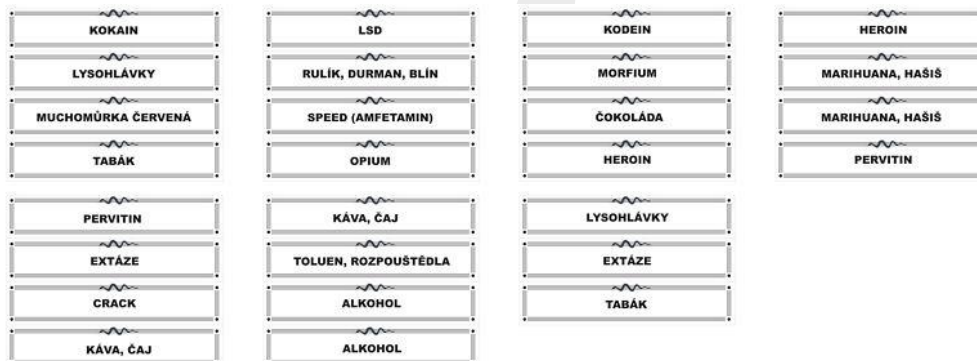 KOKAIN
LYSOHLÁVKY
MUCHOMŮRKA ČERVENÁ
TABÁK
LSD
RULÍK, DURMAN, BLÍN
SPEED (AMFETAMIN)
OPIUM
KODEIN
MORFIUM
ČOKOLÁDA
HEROIN
HEROIN
MARIHUANA, HAŠIŠ
MARIHUANA, HAŠIŠ
PERVITIN
PERVITIN
EXTÁZE
CRACK
KÁVA, ČAJ
KÁVA, ČAJ
TOLUEN, ROZPOUŠTĚDLA
ALKOHOL
ALKOHOL
LYSOHLÁVKY
EXTÁZE
TABÁK